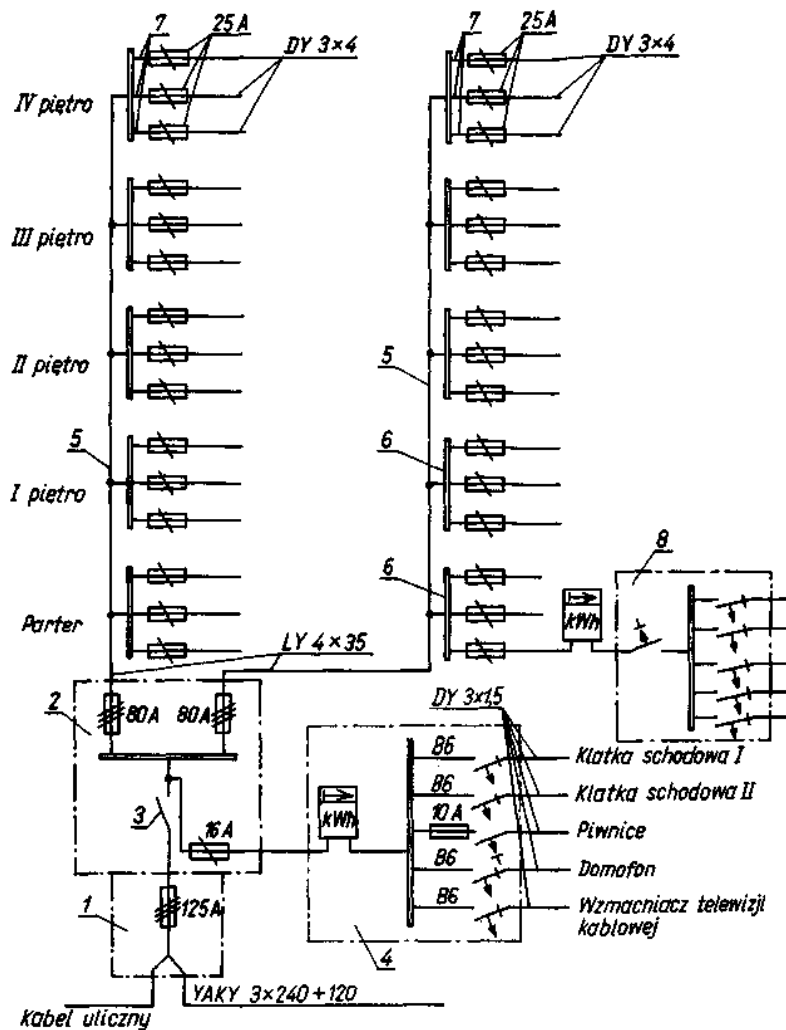 7 25A DY 3×4 7 25A DY 3×4
IV piętro
III piętro
II piętro
5
5
6
I piętro
6
8
Parter
kWh
LY 4×35
2
80A 80A
DY 3×1,5
B6 Klatka schodowa I
B6 Klatka schodowa II
3
16A
kWh
10A Piwnice
B6 Domofon
1
125A
B6 Wzmacniacz telewizji
kablowej
4
YAKY 3×240+120
Kabel uliczny